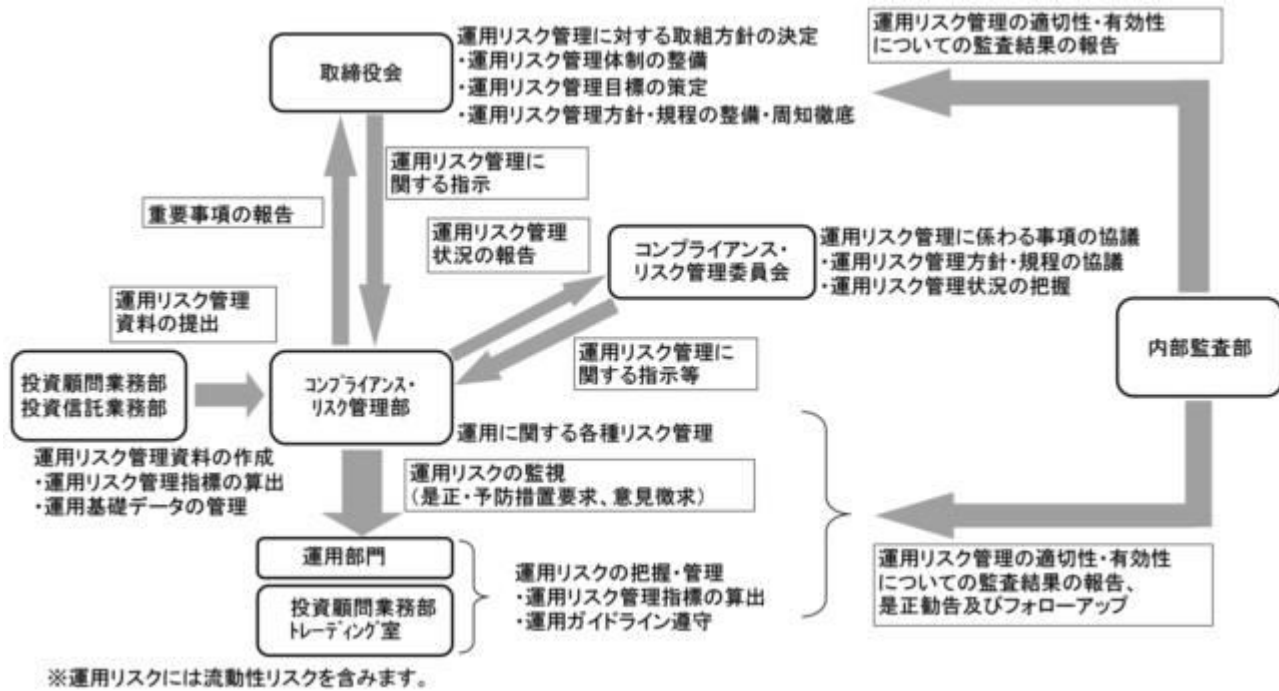 取締役会
運用リスク管理に対する取組方針の決定
・運用リスク管理体制の整備
・運用リスク管理目標の策定
・運用リスク管理方針・規程の整備・周知徹底
運用リスク管理の適切性・有効性
についての監査結果の報告
運用リスク管理に
関する指示
重要事項の報告
運用リスク管理
状況の報告
コンプライアンス・
リスク管理委員会
運用リスク管理に係わる事項の協議
・運用リスク管理方針・規程の協議
・運用リスク管理状況の把握
運用リスク管理
資料の提出
内部監査部
投資顧問業務部
投資信託業務部
コンプライアンス・
リスク管理部
運用リスク管理に
関する指示等
運用に関する各種リスク管理
運用リスク管理資料の作成
・運用リスク管理指標の算出
・運用基礎データの管理
運用リスクの監視
（是正・予防措置要求、意見徴求）
運用部門
投資顧問業務部
トレーディング室
運用リスクの把握・管理
・運用リスク管理指標の算出
・運用ガイドライン遵守
運用リスク管理の適切性・有効性
についての監査結果の報告、
是正勧告及びフォローアップ
※運用リスクには流動性リスクを含みます。